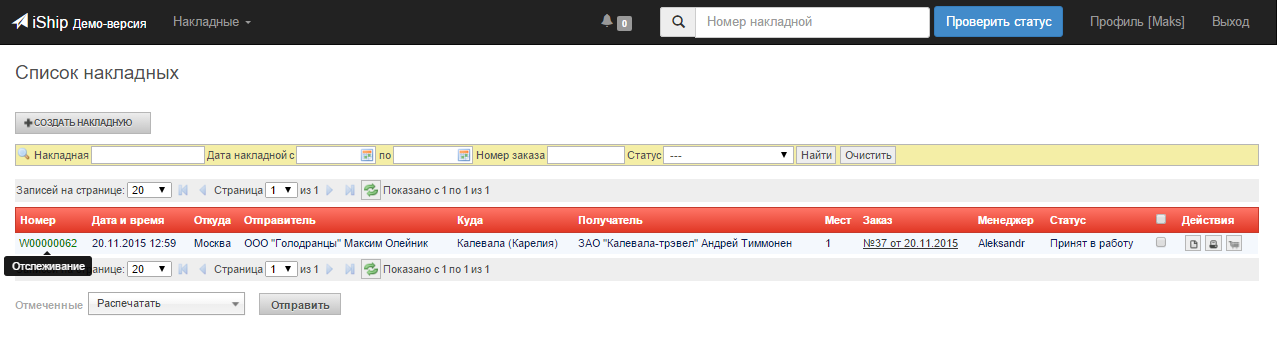 iShip Демо-версия Накладные 0 Номер накладной Проверить статус Профиль [Maks] Выход
Список накладных
СОЗДАТЬ НАКЛАДНУЮ
Накладная Дата накладной с по Номер заказа Статус --- Найти Очистить
Записей на странице: 20 Страница 1 из 1 Показано с 1 по 1 из 1
Номер Дата и время Откуда Отправитель Куда Получатель Мест Заказ Менеджер Статус Действия
W00000062 20.11.2015 12:59 Москва ООО "Голодранцы" Максим Олейник Калевала (Карелия) ЗАО "Калевала-трэвел" Андрей Тиммонен 1 №37 от 20.11.2015 Aleksandr Принят в работу
Отслеживание анице: 20 Страница 1 из 1 Показано с 1 по 1 из 1
Отмеченные Распечатать Отправить